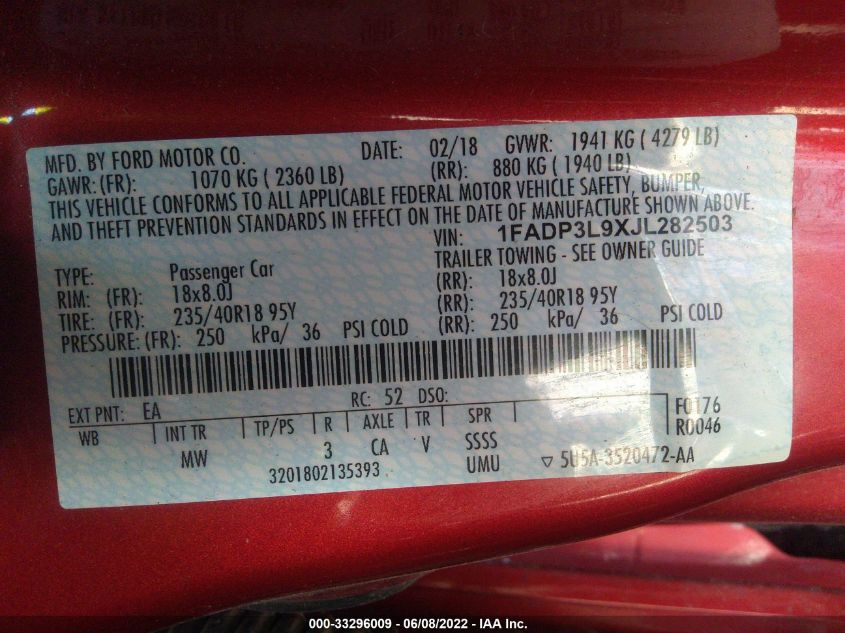 MFD. BY FORD MOTOR CO. DATE: 02/18 GVWR: 1941 KG ( 4279 LB)
GAWR: (FR): 1070 KG ( 2360 LB) (RR): 880 KG ( 1940 LB)
THIS VEHICLE CONFORMS TO ALL APPLICABLE FEDERAL MOTOR VEHICLE SAFETY, BUMPER,
AND THEFT PREVENTION STANDARDS IN EFFECT ON THE DATE OF MANUFACTURE SHOWN ABOVE.
VIN: 1FADP3L9XJL282503
TRAILER TOWING - SEE OWNER GUIDE
TYPE: Passenger Car
RIM: (FR): 18x8.0J (RR): 18x8.0J
TIRE: (FR): 235/40R18 95Y (RR): 235/40R18 95Y
PRESSURE: (FR): 250 kPa/ 36 PSI COLD (RR): 250 kPa/ 36 PSI COLD
EXT PNT: EA RC: 52 DSO: F0176
WB INT TR TP/PS R AXLE TR SPR R0046
MW 3 CA V SSSS
3201802135393 UMU ▽ 5U5A-3520472-AA
000-33296009 - 06/08/2022 - IAA Inc.